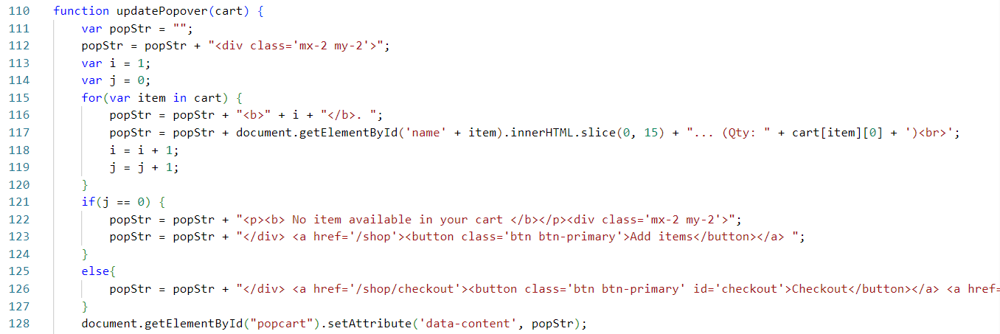 110 function updatePopover(cart) {
111 var popStr = "";
112 popStr = popStr + "<div class='mx-2 my-2'>";
113 var i = 1;
114 var j = 0;
115 for(var item in cart) {
116 popStr = popStr + "<b>" + i + "</b>. ";
117 popStr = popStr + document.getElementById('name' + item).innerHTML.slice(0, 15) + "... (Qty: " + cart[item][0] + ')<br>';
118 i = i + 1;
119 j = j + 1;
120 }
121 if(j == 0) {
122 popStr = popStr + "<p><b> No item available in your cart </b></p><div class='mx-2 my-2'>";
123 popStr = popStr + "</div> <a href='/shop'><button class='btn btn-primary'>Add items</button></a> ";
124 }
125 else{
126 popStr = popStr + "</div> <a href='/shop/checkout'><button class='btn btn-primary' id='checkout'>Checkout</button></a> <a href=
127 }
128 document.getElementById("popcart").setAttribute('data-content', popStr);